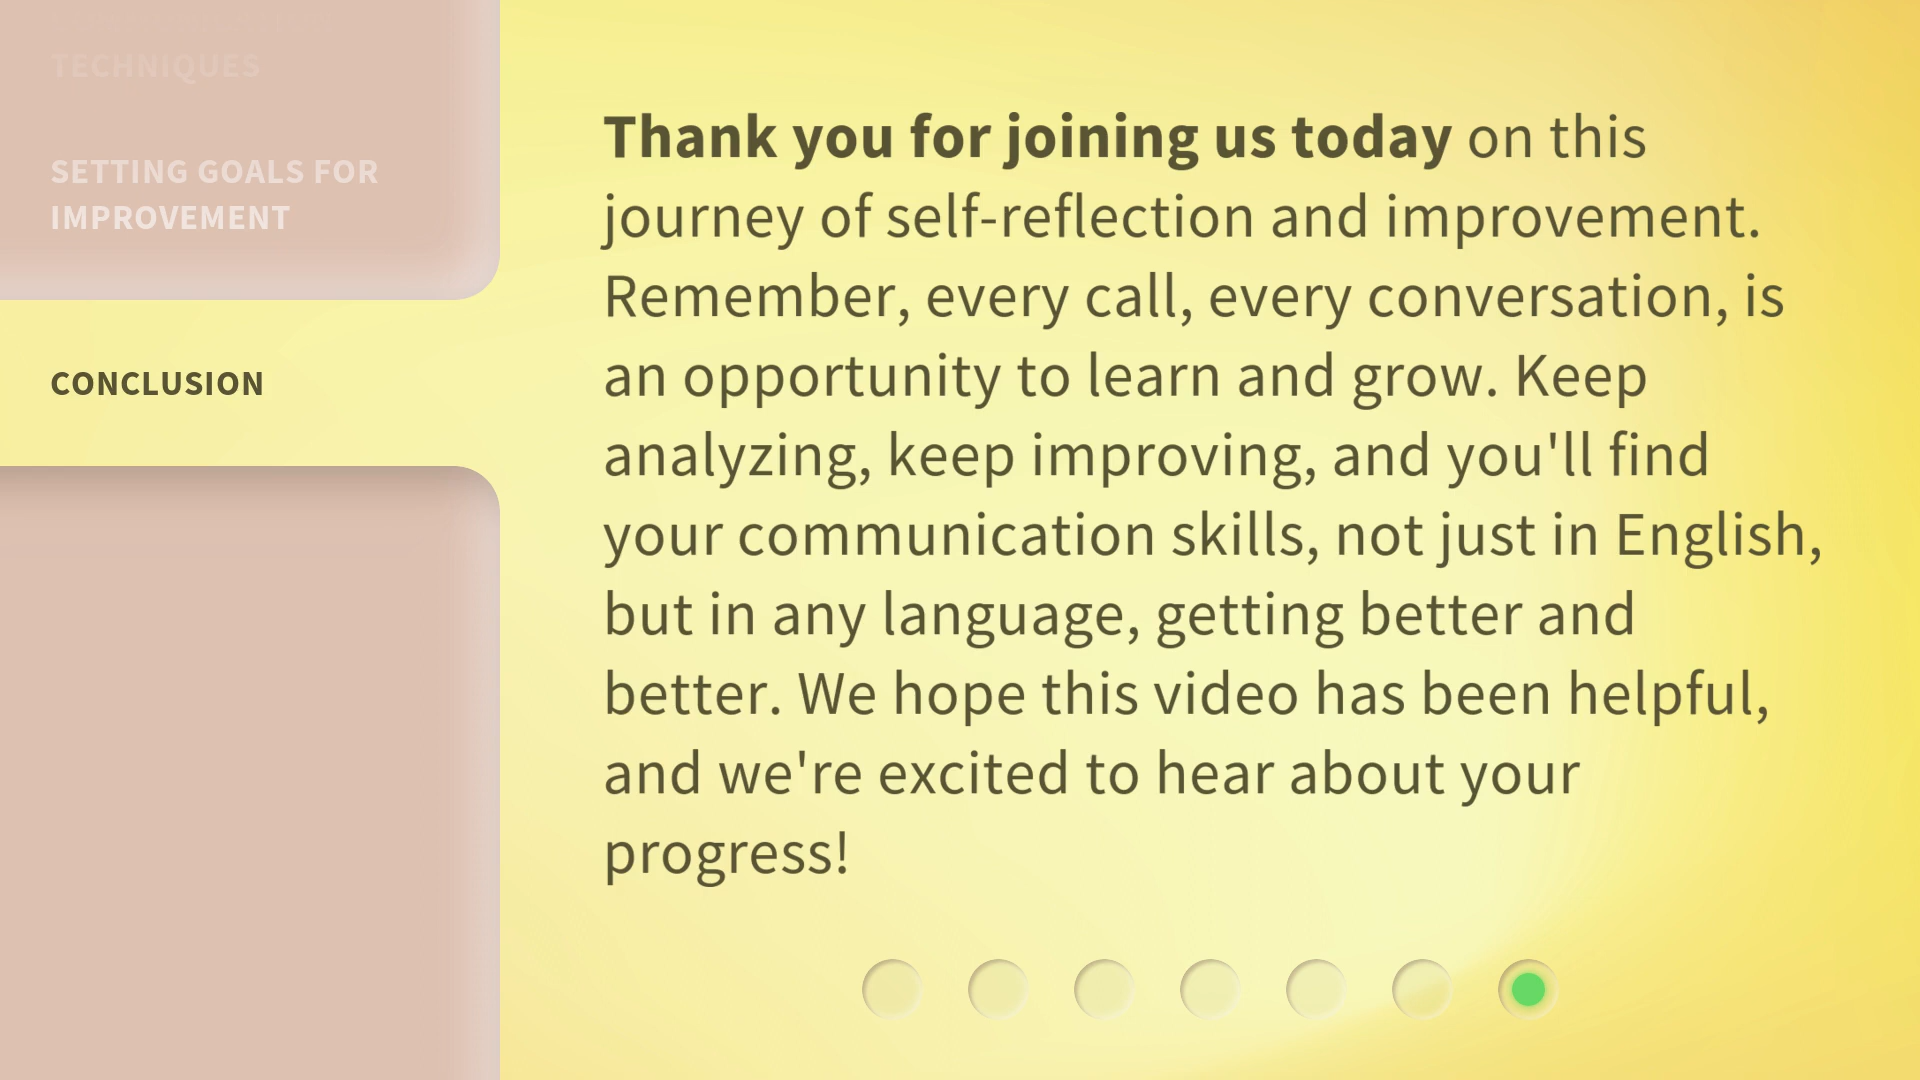 TECHNIQUES
SETTING GOALS FOR
IMPROVEMENT
CONCLUSION
Thank you for joining us today on this
journey of self-reflection and improvement.
Remember, every call, every conversation, is
an opportunity to learn and grow. Keep
analyzing, keep improving, and you'll find
your communication skills, not just in English,
but in any language, getting better and
better. We hope this video has been helpful,
and we're excited to hear about your
progress!